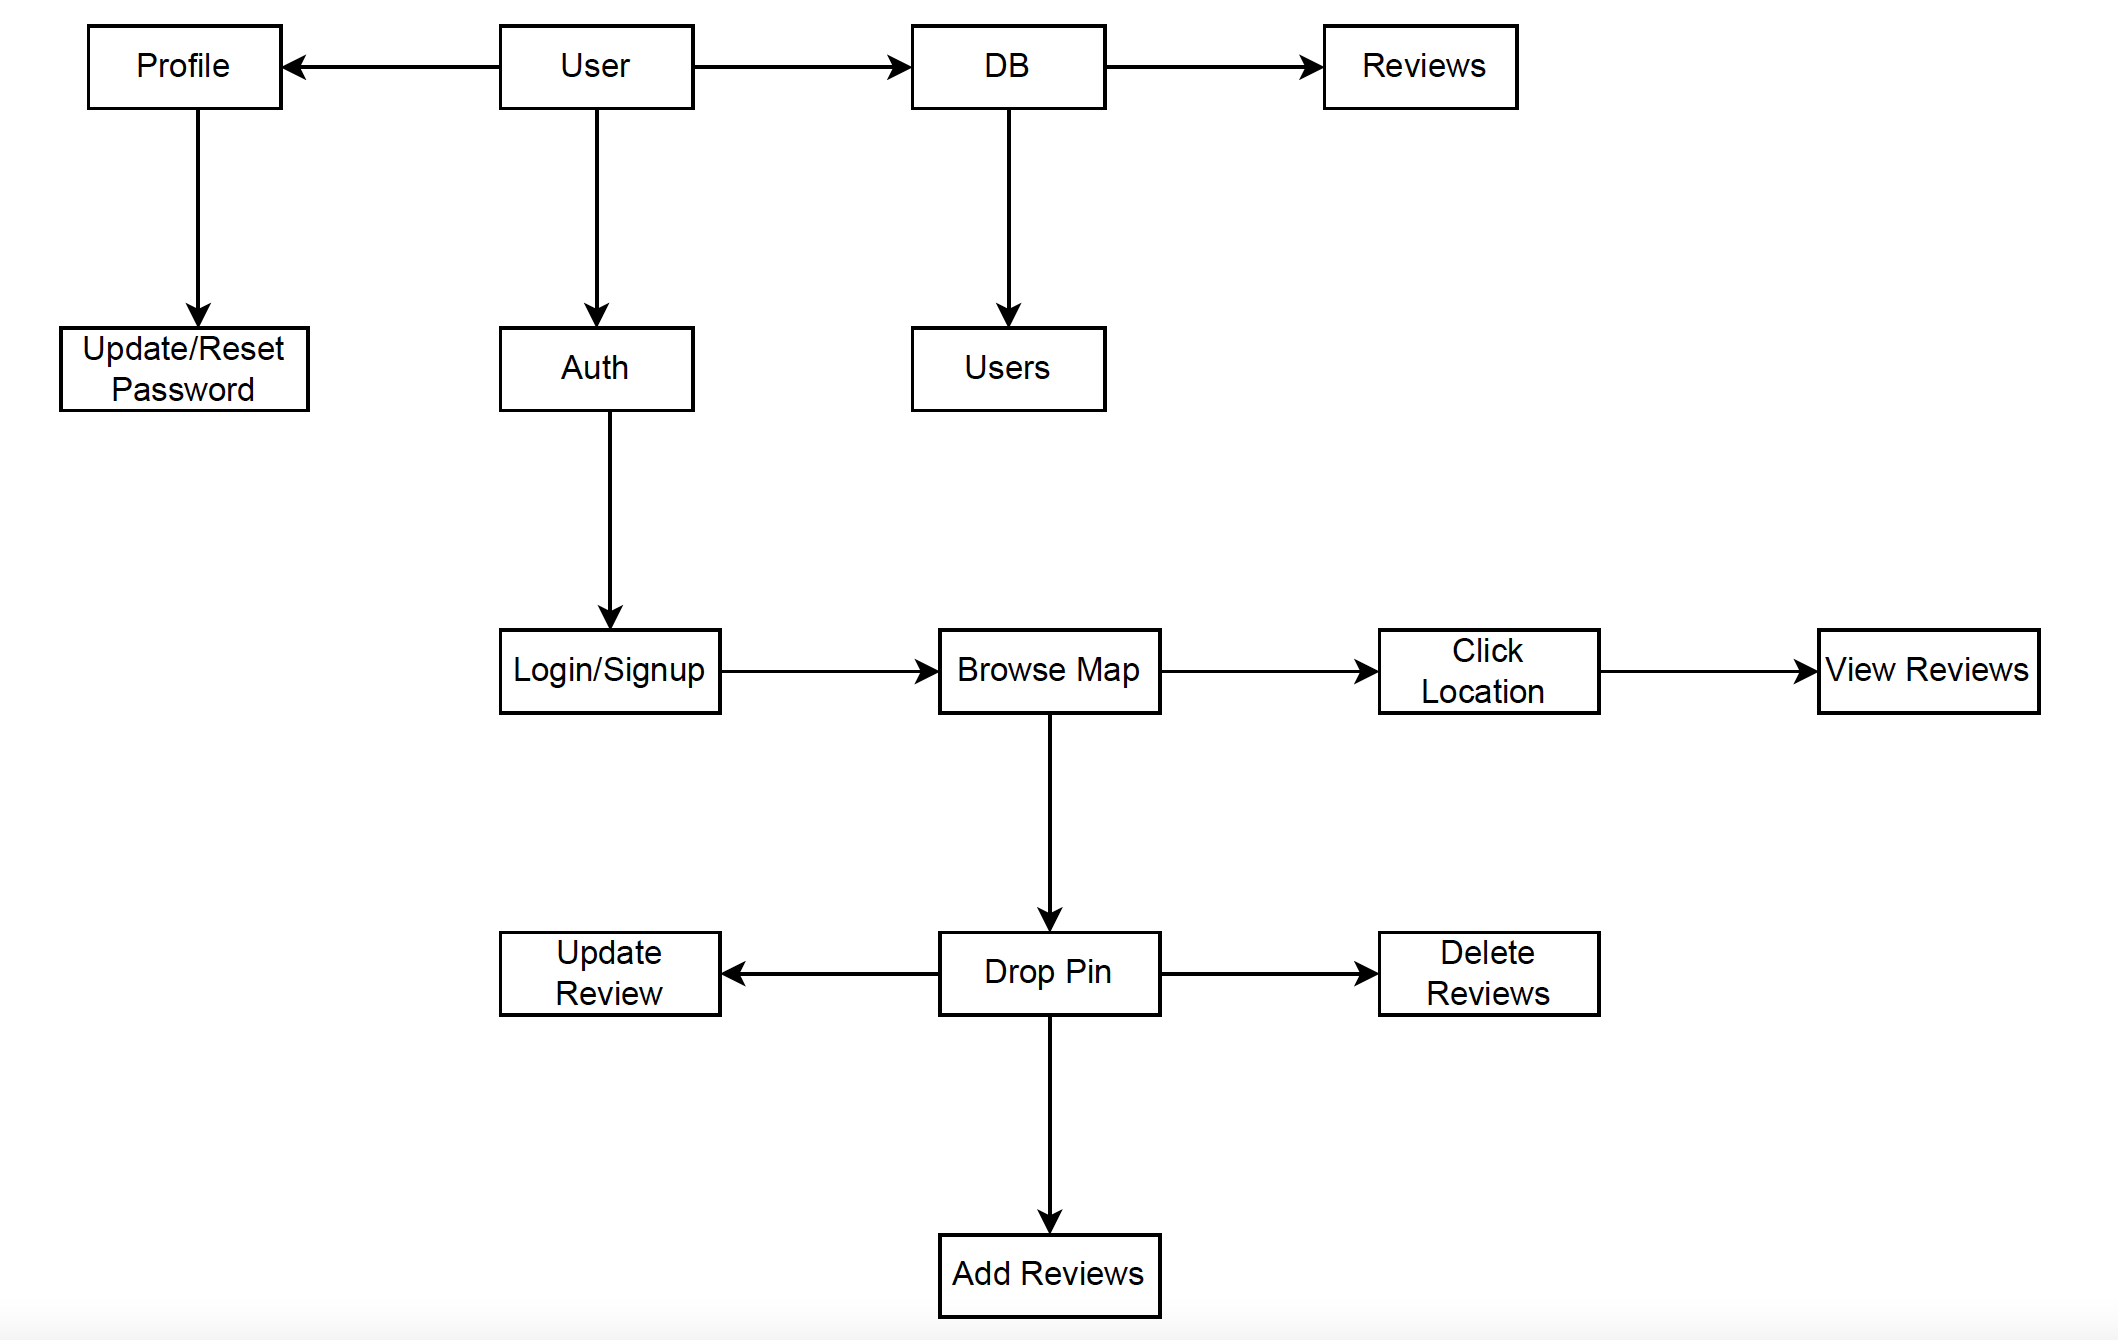 Profile
User
DB
Reviews
Update/Reset
Password
Auth
Users
Login/Signup
Browse Map
Click
Location
View Reviews
Update
Review
Drop Pin
Delete
Reviews
Add Reviews